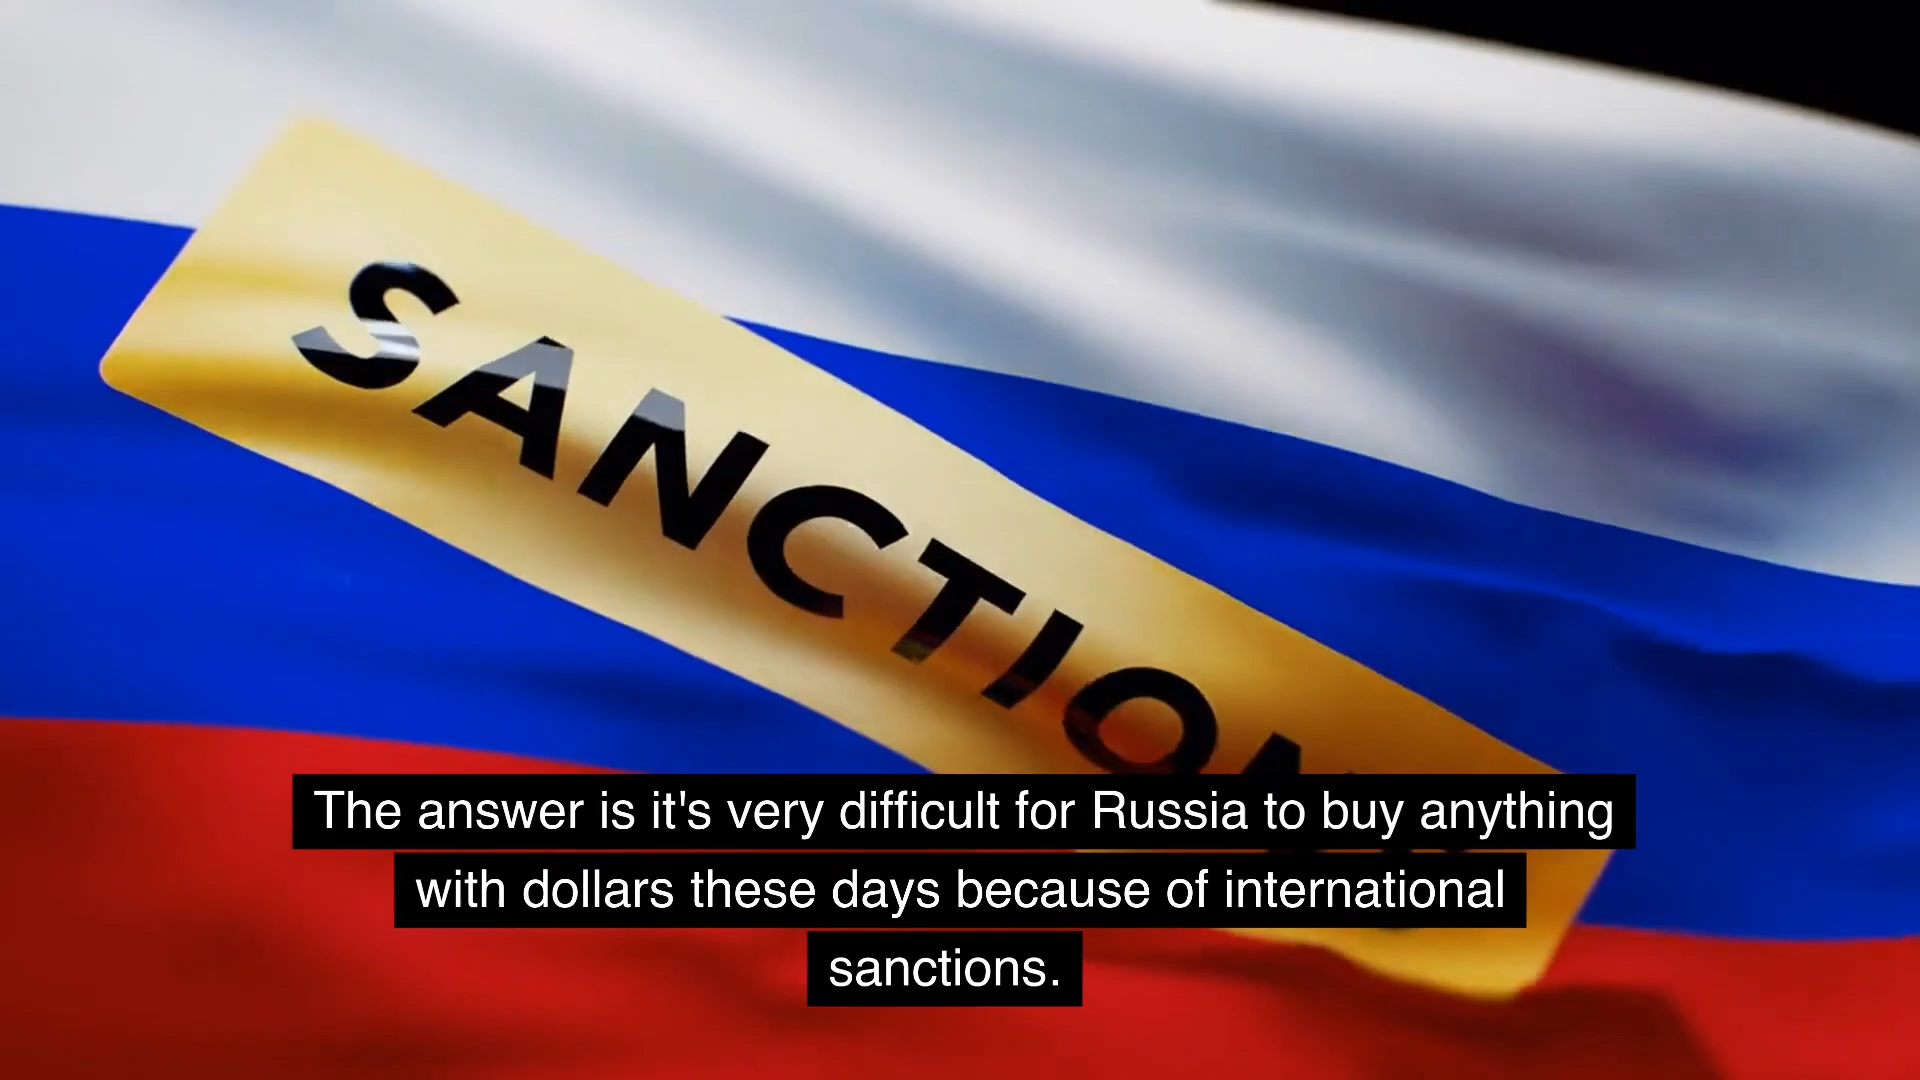 SANCTION
The answer is it's very difficult for Russia to buy anything
with dollars these days because of international
sanctions.